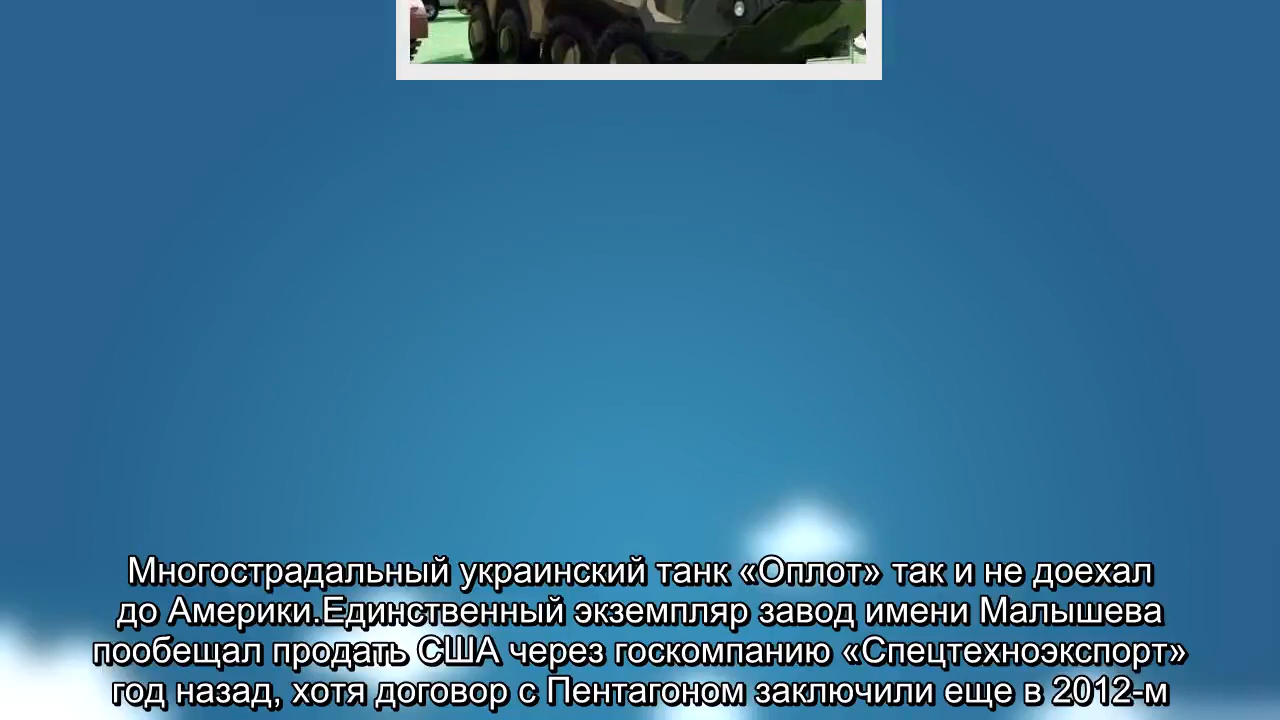 Многострадальный украинский танк «Оплот» так и не доехал
до Америки.Единственный экземпляр завод имени Малышева
пообещал продать США через госкомпанию «Спецтехноэкспорт»
год назад, хотя договор с Пентагоном заключили еще в 2012-м